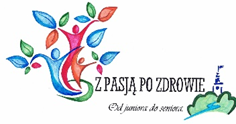 Z PASJĄ PO ZDROWIE
Od juniora do seniora.